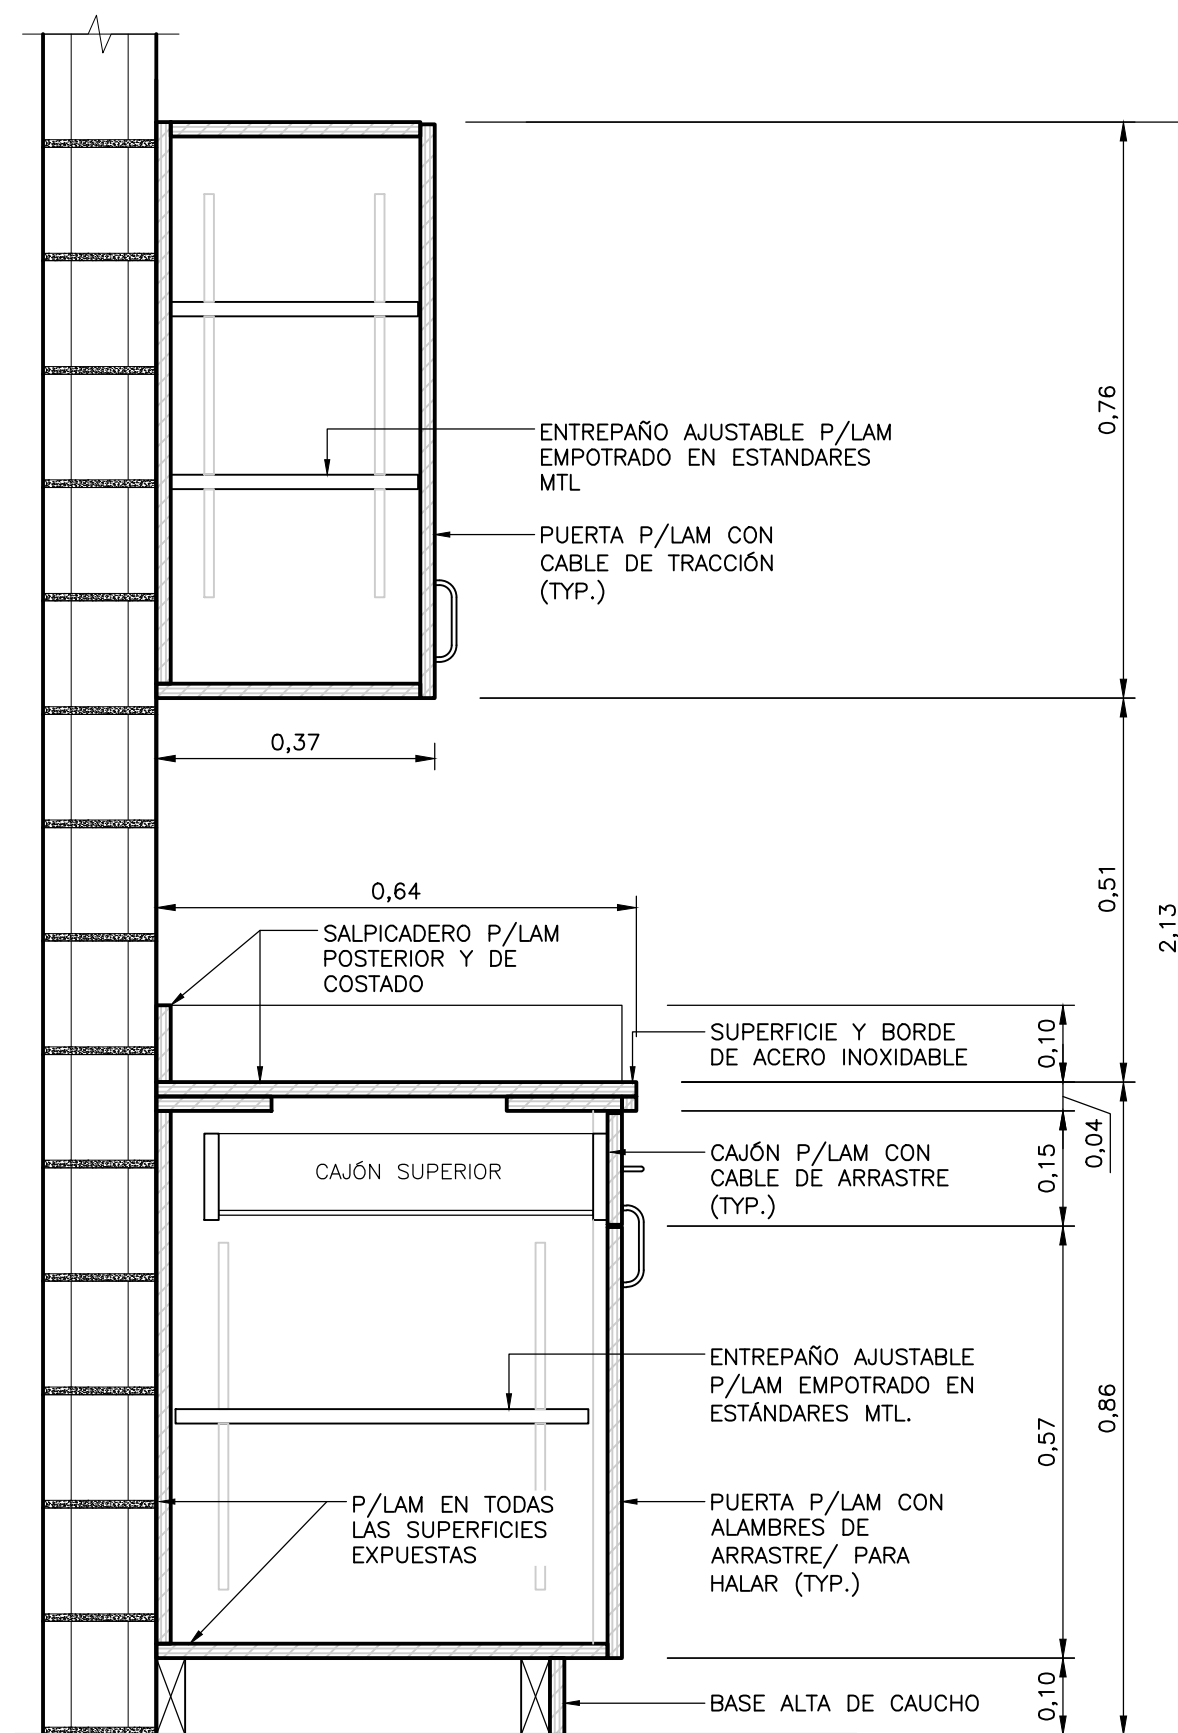 0,76
ENTREPAÑO AJUSTABLE P/LAM
EMPOTRADO EN ESTANDARES
MTL
PUERTA P/LAM CON
CABLE DE TRACCIÓN
(TYP.)
0,37
0,51
2,13
0,64
SALPICADERO P/LAM
POSTERIOR Y DE
COSTADO
SUPERFICIE Y BORDE
DE ACERO INOXIDABLE
0,10
0,04
CAJÓN SUPERIOR
CAJÓN P/LAM CON
CABLE DE ARRASTRE
(TYP.)
0,15
ENTREPAÑO AJUSTABLE
P/LAM EMPOTRADO EN
ESTÁNDARES MTL.
0,57
0,86
P/LAM EN TODAS
LAS SUPERFICIES
EXPUESTAS
PUERTA P/LAM CON
ALAMBRES DE
ARRASTRE/ PARA
HALAR (TYP.)
BASE ALTA DE CAUCHO
0,10